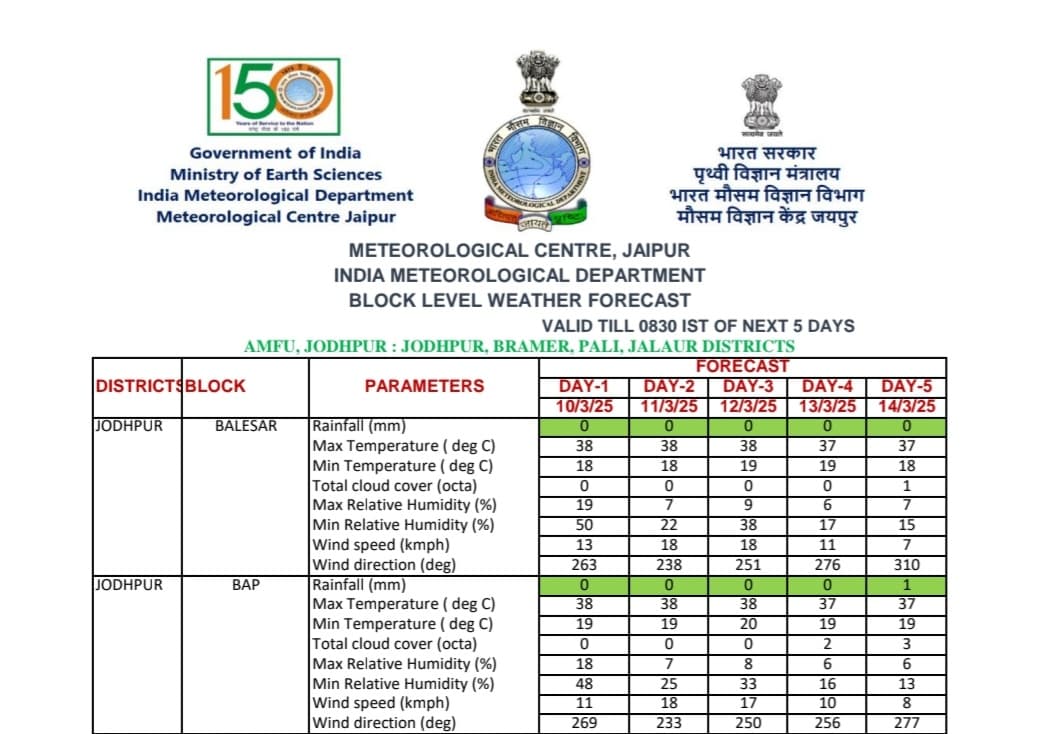 150
Years of Service to the Nation
Government of India
Ministry of Earth Sciences
India Meteorological Department
Meteorological Centre Jaipur
भारत मौसम विज्ञान विभाग
INDIA METEOROLOGICAL DEPARTMENT
जायते
सत्यमेव जयते
भारत सरकार
पृथ्वी विज्ञान मंत्रालय
भारत मौसम विज्ञान विभाग
मौसम विज्ञान केंद्र जयपुर
METEOROLOGICAL CENTRE, JAIPUR
INDIA METEOROLOGICAL DEPARTMENT
BLOCK LEVEL WEATHER FORECAST
VALID TILL 0830 IST OF NEXT 5 DAYS
AMFU, JODHPUR : JODHPUR, BRAMER, PALI, JALAUR DISTRICTS
FORECAST
DISTRICTS BLOCK PARAMETERS DAY-1 DAY-2 DAY-3 DAY-4 DAY-5
10/3/25 11/3/25 12/3/25 13/3/25 14/3/25
JODHPUR BALESAR Rainfall (mm) 0 0 0 0 0
Max Temperature ( deg C) 38 38 38 37 37
Min Temperature ( deg C) 18 18 19 19 18
Total cloud cover (octa) 0 0 0 0 1
Max Relative Humidity (%) 19 7 9 6 7
Min Relative Humidity (%) 50 22 38 17 15
Wind speed (kmph) 13 18 18 11 7
Wind direction (deg) 263 238 251 276 310
JODHPUR BAP Rainfall (mm) 0 0 0 0 1
Max Temperature ( deg C) 38 38 38 37 37
Min Temperature ( deg C) 19 19 20 19 19
Total cloud cover (octa) 0 0 0 2 3
Max Relative Humidity (%) 18 7 8 6 6
Min Relative Humidity (%) 48 25 33 16 13
Wind speed (kmph) 11 18 17 10 8
Wind direction (deg) 269 233 250 256 277